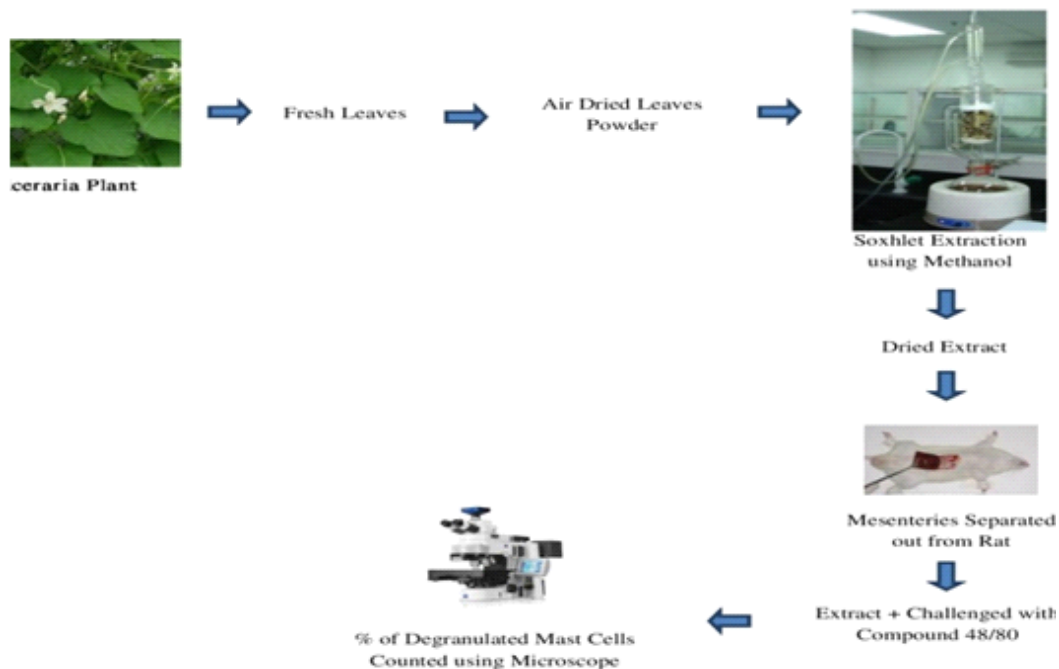 ceraria Plant
Fresh Leaves
Air Dried Leaves
Powder
Soxhlet Extraction
using Methanol
Dried Extract
Mesenteries Separated
out from Rat
Extract + Challenged with
Compound 48/80
% of Degranulated Mast Cells
Counted using Microscope